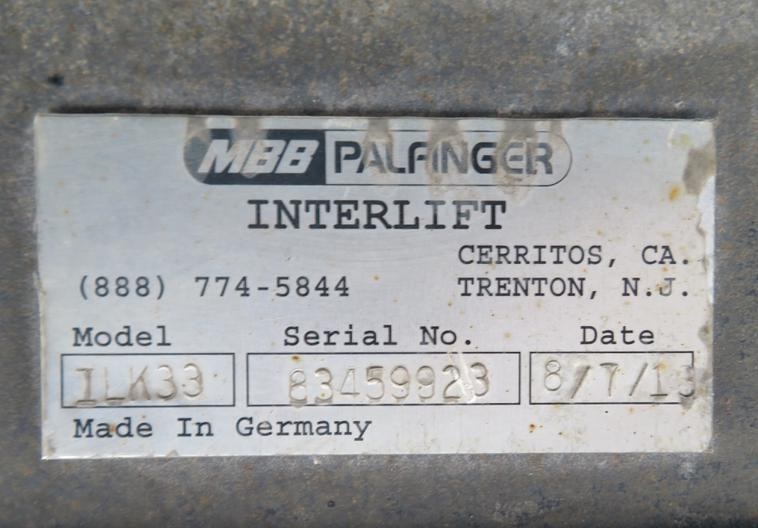 MBB PALFINGER
INTERLIFT
CERRITOS, CA.
(888) 774-5844 TRENTON, N.J.
Model Serial No. Date
ILK33 83459923 8/7/13
Made In Germany